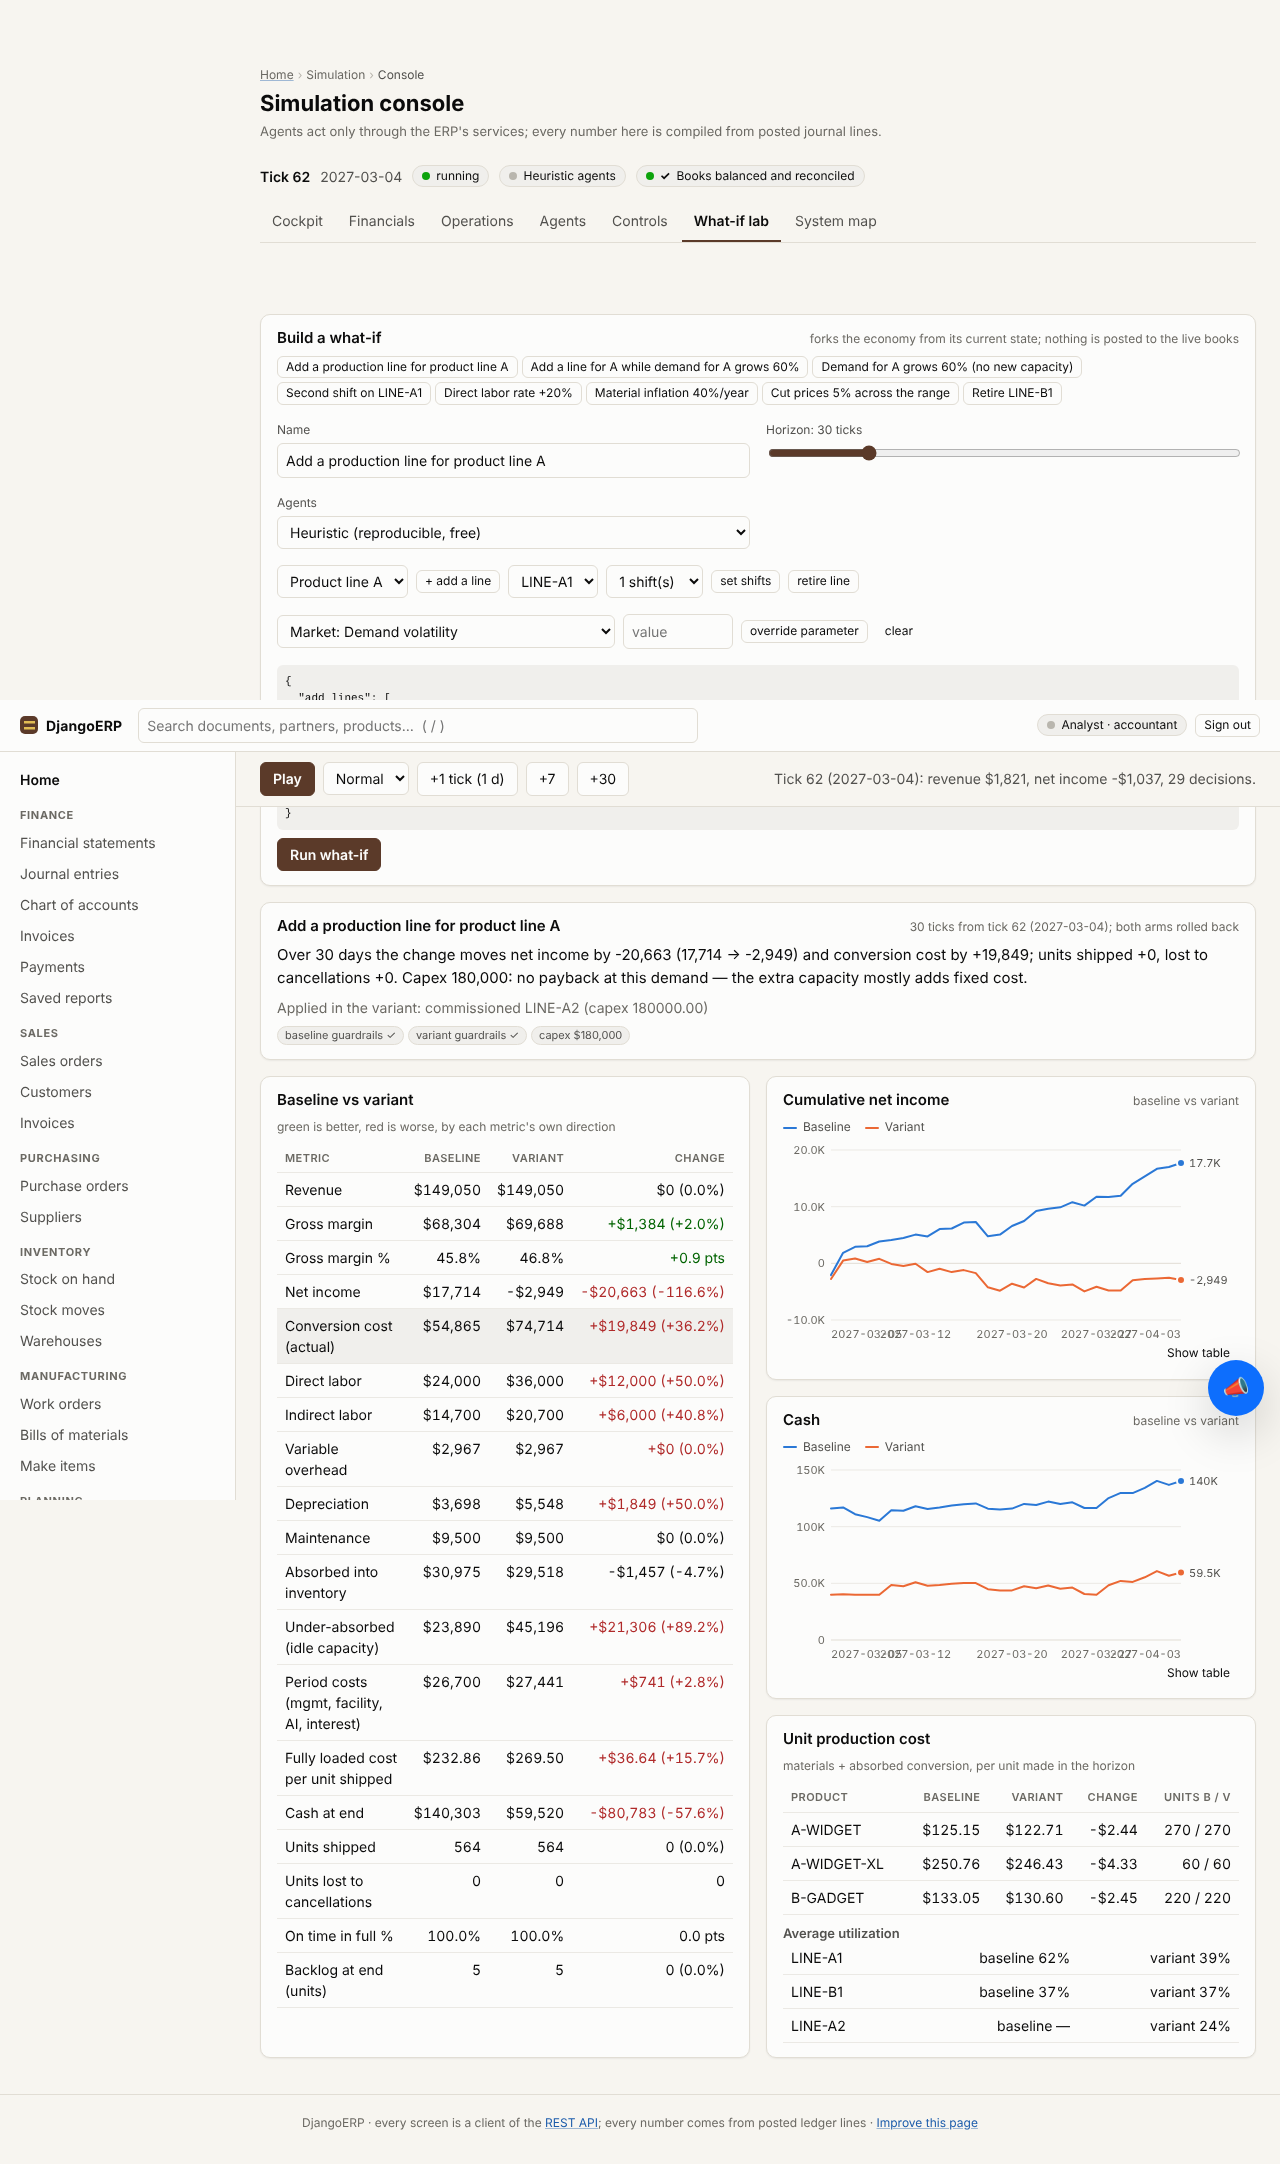 Home › Simulation › Console
Simulation console
Agents act only through the ERP's services; every number here is compiled from posted journal lines.
Tick 62 2027-03-04 running Heuristic agents ✓ Books balanced and reconciled
Cockpit Financials Operations Agents Controls What-if lab System map
Build a what-if
forks the economy from its current state; nothing is posted to the live books
Add a production line for product line A Add a line for A while demand for A grows 60% Demand for A grows 60% (no new capacity)
Second shift on LINE-A1 Direct labor rate +20% Material inflation 40%/year Cut prices 5% across the range Retire LINE-B1
Name
Horizon: 30 ticks
Add a production line for product line A
Agents
Heuristic (reproducible, free)
Product line A + add a line LINE-A1 1 shift(s) set shifts retire line
Market: Demand volatility value override parameter clear
{
"add_lines": [
DjangoERP Search documents, partners, products... ( / ) Analyst · accountant Sign out
Play Normal +1 tick (1 d) +7 +30 Tick 62 (2027-03-04): revenue $1,821, net income -$1,037, 29 decisions.
}
Run what-if
Home
FINANCE
Financial statements
Journal entries
Chart of accounts
Invoices
Payments
Saved reports
SALES
Sales orders
Customers
Invoices
PURCHASING
Purchase orders
Suppliers
INVENTORY
Stock on hand
Stock moves
Warehouses
MANUFACTURING
Work orders
Bills of materials
Make items
PLANNING
Add a production line for product line A
30 ticks from tick 62 (2027-03-04); both arms rolled back
Over 30 days the change moves net income by -20,663 (17,714 → -2,949) and conversion cost by +19,849; units shipped +0, lost to
cancellations +0. Capex 180,000: no payback at this demand — the extra capacity mostly adds fixed cost.
Applied in the variant: commissioned LINE-A2 (capex 180000.00)
baseline guardrails ✓ variant guardrails ✓ capex $180,000
Baseline vs variant
green is better, red is worse, by each metric's own direction
METRIC BASELINE VARIANT CHANGE
Revenue $149,050 $149,050 $0 (0.0%)
Gross margin $68,304 $69,688 +$1,384 (+2.0%)
Gross margin % 45.8% 46.8% +0.9 pts
Net income $17,714 -$2,949 -$20,663 (-116.6%)
Conversion cost $54,865 $74,714 +$19,849 (+36.2%)
(actual)
Direct labor $24,000 $36,000 +$12,000 (+50.0%)
Indirect labor $14,700 $20,700 +$6,000 (+40.8%)
Variable $2,967 $2,967 +$0 (0.0%)
overhead
Depreciation $3,698 $5,548 +$1,849 (+50.0%)
Maintenance $9,500 $9,500 $0 (0.0%)
Absorbed into $30,975 $29,518 -$1,457 (-4.7%)
inventory
Under-absorbed $23,890 $45,196 +$21,306 (+89.2%)
(idle capacity)
Period costs $26,700 $27,441 +$741 (+2.8%)
(mgmt, facility,
AI, interest)
Fully loaded cost $232.86 $269.50 +$36.64 (+15.7%)
per unit shipped
Cash at end $140,303 $59,520 -$80,783 (-57.6%)
Units shipped 564 564 0 (0.0%)
Units lost to 0 0 0
cancellations
On time in full % 100.0% 100.0% 0.0 pts
Backlog at end 5 5 0 (0.0%)
(units)
Cumulative net income baseline vs variant
Baseline Variant
20.0K
17.7K
10.0K
0
-2,949
-10.0K
2027-03-05 2027-03-12 2027-03-20 2027-03-27 2027-04-03
Show table
Cash baseline vs variant
Baseline Variant
150K
140K
100K
59.5K
50.0K
0
2027-03-05 2027-03-12 2027-03-20 2027-03-27 2027-04-03
Show table
Unit production cost
materials + absorbed conversion, per unit made in the horizon
PRODUCT BASELINE VARIANT CHANGE UNITS B / V
A-WIDGET $125.15 $122.71 -$2.44 270 / 270
A-WIDGET-XL $250.76 $246.43 -$4.33 60 / 60
B-GADGET $133.05 $130.60 -$2.45 220 / 220
Average utilization
LINE-A1 baseline 62% variant 39%
LINE-B1 baseline 37% variant 37%
LINE-A2 baseline — variant 24%
DjangoERP · every screen is a client of the REST API; every number comes from posted ledger lines · Improve this page